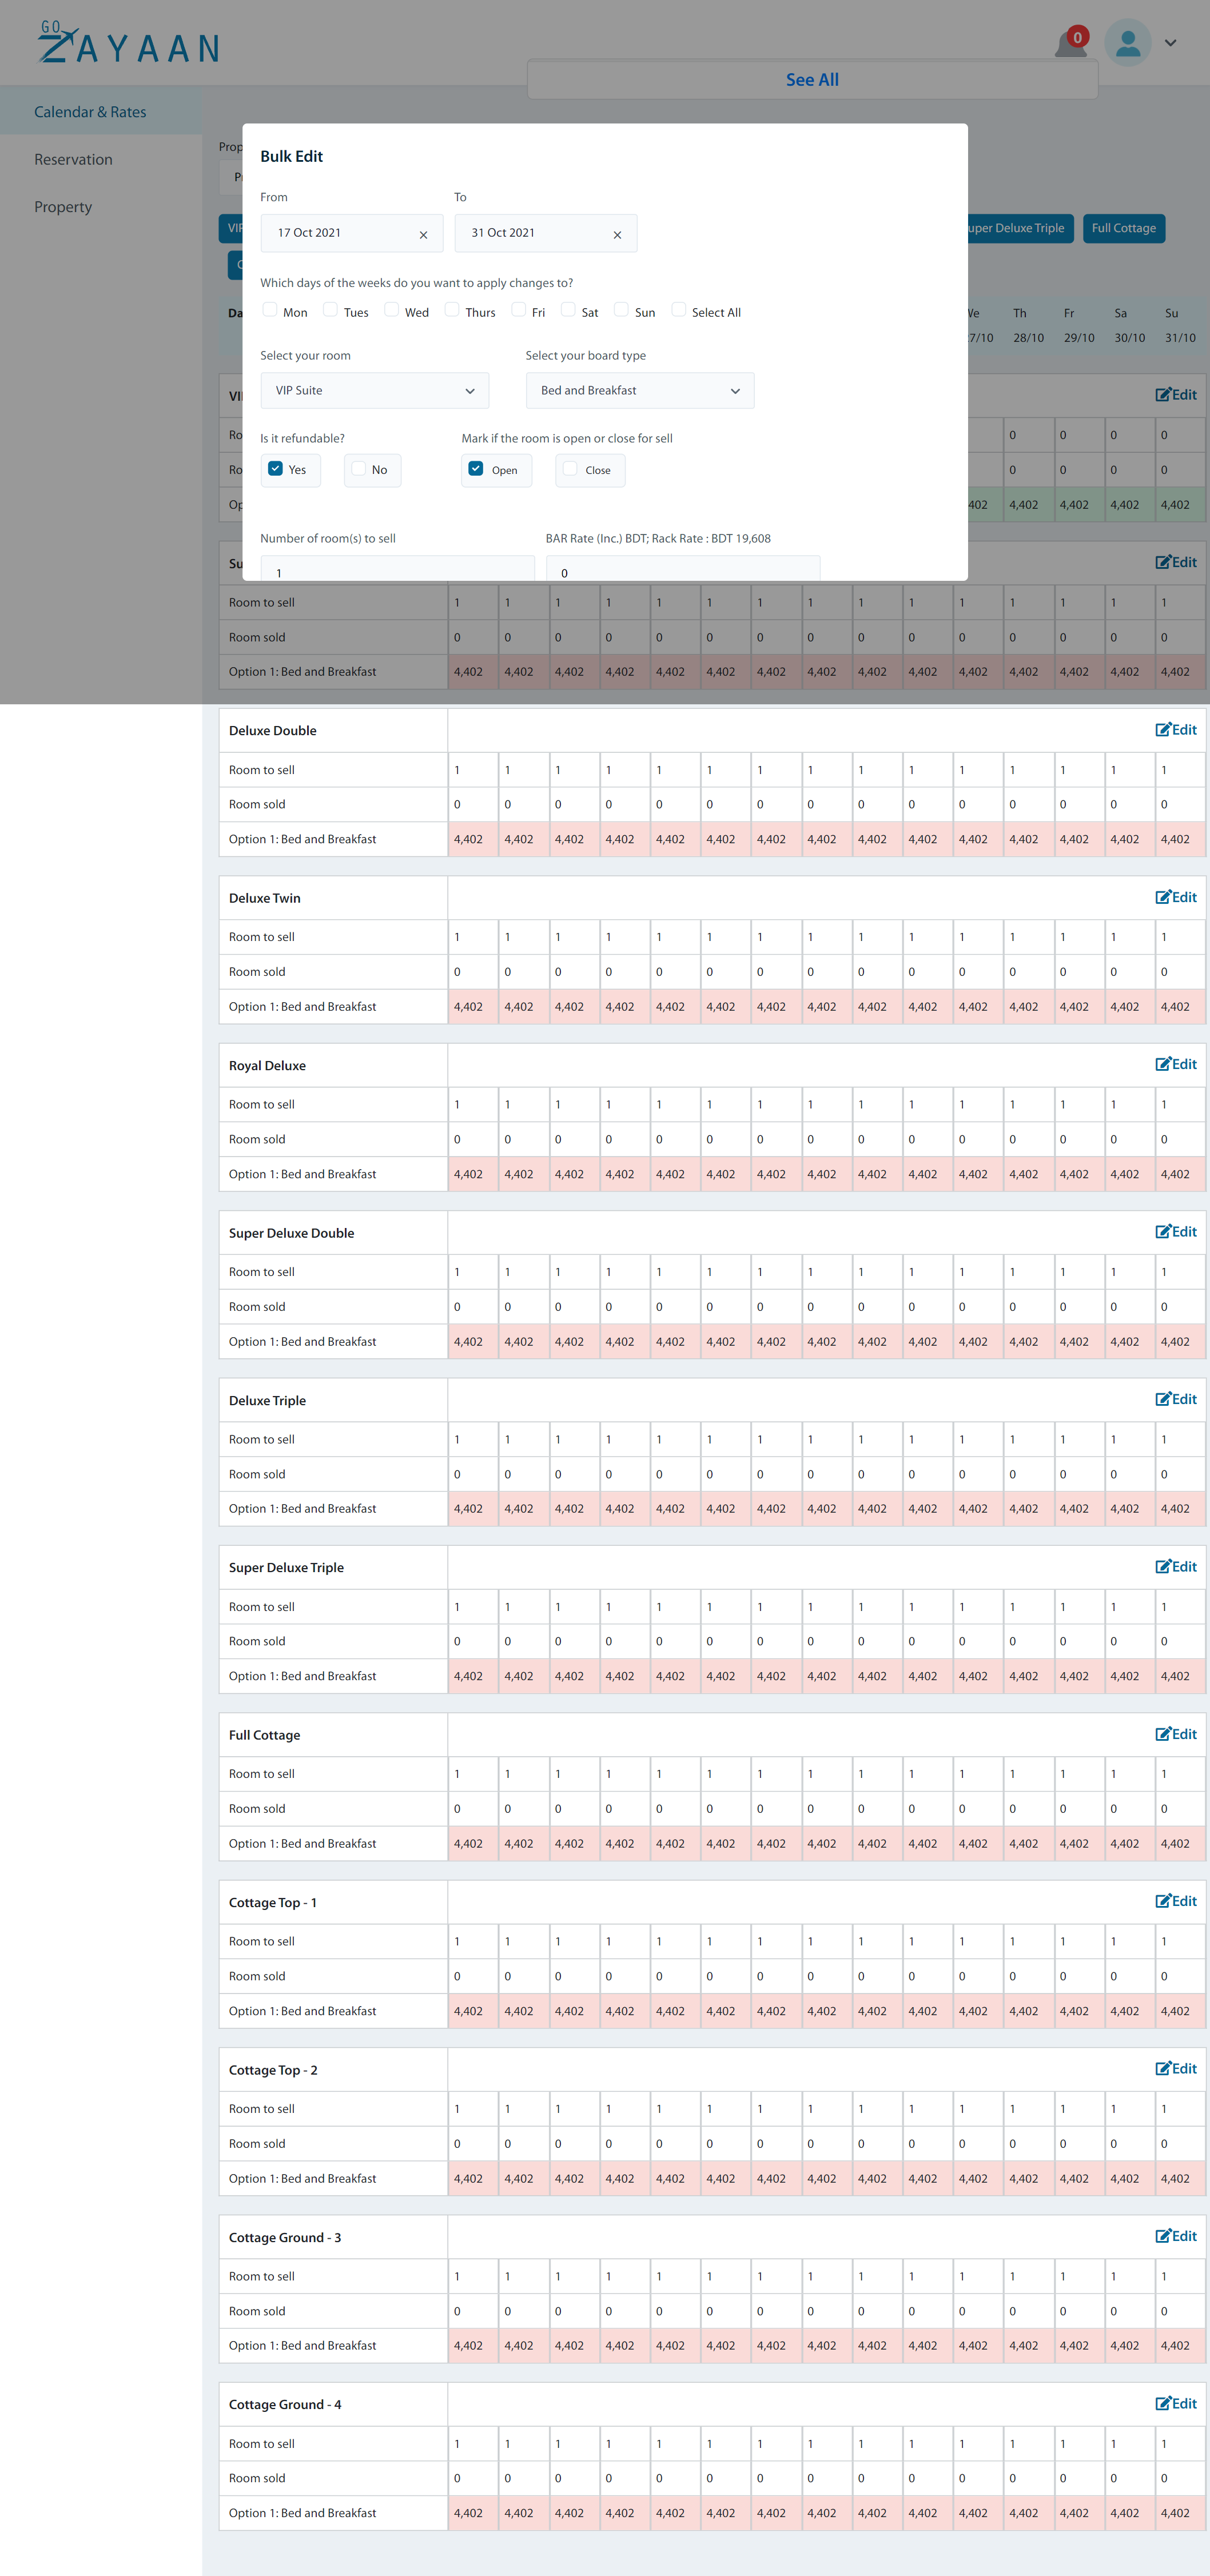 GO
ZAYAAN
0
See All
Calendar & Rates
Reservation
Property
Bulk Edit
From To
17 Oct 2021 × 31 Oct 2021 ×
Which days of the weeks do you want to apply changes to?
Mon Tues Wed Thurs Fri Sat Sun Select All
Select your room Select your board type
VIP Suite Bed and Breakfast
Is it refundable? Mark if the room is open or close for sell
Yes No Open Close
Number of room(s) to sell BAR Rate (Inc.) BDT; Rack Rate : BDT 19,608
1 0
Deluxe Triple Full Cottage
Th Fr Sa Su
28/10 29/10 30/10 31/10
Edit
0 0 0 0
0 0 0 0
4,402 4,402 4,402 4,402
Edit
Room to sell 1 1 1 1 1 1 1 1 1 1 1 1 1 1 1
Room sold 0 0 0 0 0 0 0 0 0 0 0 0 0 0 0
Option 1: Bed and Breakfast 4,402 4,402 4,402 4,402 4,402 4,402 4,402 4,402 4,402 4,402 4,402 4,402 4,402 4,402 4,402
Deluxe Double Edit
Room to sell 1 1 1 1 1 1 1 1 1 1 1 1 1 1 1
Room sold 0 0 0 0 0 0 0 0 0 0 0 0 0 0 0
Option 1: Bed and Breakfast 4,402 4,402 4,402 4,402 4,402 4,402 4,402 4,402 4,402 4,402 4,402 4,402 4,402 4,402 4,402
Deluxe Twin Edit
Room to sell 1 1 1 1 1 1 1 1 1 1 1 1 1 1 1
Room sold 0 0 0 0 0 0 0 0 0 0 0 0 0 0 0
Option 1: Bed and Breakfast 4,402 4,402 4,402 4,402 4,402 4,402 4,402 4,402 4,402 4,402 4,402 4,402 4,402 4,402 4,402
Royal Deluxe Edit
Room to sell 1 1 1 1 1 1 1 1 1 1 1 1 1 1 1
Room sold 0 0 0 0 0 0 0 0 0 0 0 0 0 0 0
Option 1: Bed and Breakfast 4,402 4,402 4,402 4,402 4,402 4,402 4,402 4,402 4,402 4,402 4,402 4,402 4,402 4,402 4,402
Super Deluxe Double Edit
Room to sell 1 1 1 1 1 1 1 1 1 1 1 1 1 1 1
Room sold 0 0 0 0 0 0 0 0 0 0 0 0 0 0 0
Option 1: Bed and Breakfast 4,402 4,402 4,402 4,402 4,402 4,402 4,402 4,402 4,402 4,402 4,402 4,402 4,402 4,402 4,402
Deluxe Triple Edit
Room to sell 1 1 1 1 1 1 1 1 1 1 1 1 1 1 1
Room sold 0 0 0 0 0 0 0 0 0 0 0 0 0 0 0
Option 1: Bed and Breakfast 4,402 4,402 4,402 4,402 4,402 4,402 4,402 4,402 4,402 4,402 4,402 4,402 4,402 4,402 4,402
Super Deluxe Triple Edit
Room to sell 1 1 1 1 1 1 1 1 1 1 1 1 1 1 1
Room sold 0 0 0 0 0 0 0 0 0 0 0 0 0 0 0
Option 1: Bed and Breakfast 4,402 4,402 4,402 4,402 4,402 4,402 4,402 4,402 4,402 4,402 4,402 4,402 4,402 4,402 4,402
Full Cottage Edit
Room to sell 1 1 1 1 1 1 1 1 1 1 1 1 1 1 1
Room sold 0 0 0 0 0 0 0 0 0 0 0 0 0 0 0
Option 1: Bed and Breakfast 4,402 4,402 4,402 4,402 4,402 4,402 4,402 4,402 4,402 4,402 4,402 4,402 4,402 4,402 4,402
Cottage Top - 1 Edit
Room to sell 1 1 1 1 1 1 1 1 1 1 1 1 1 1 1
Room sold 0 0 0 0 0 0 0 0 0 0 0 0 0 0 0
Option 1: Bed and Breakfast 4,402 4,402 4,402 4,402 4,402 4,402 4,402 4,402 4,402 4,402 4,402 4,402 4,402 4,402 4,402
Cottage Top - 2 Edit
Room to sell 1 1 1 1 1 1 1 1 1 1 1 1 1 1 1
Room sold 0 0 0 0 0 0 0 0 0 0 0 0 0 0 0
Option 1: Bed and Breakfast 4,402 4,402 4,402 4,402 4,402 4,402 4,402 4,402 4,402 4,402 4,402 4,402 4,402 4,402 4,402
Cottage Ground - 3 Edit
Room to sell 1 1 1 1 1 1 1 1 1 1 1 1 1 1 1
Room sold 0 0 0 0 0 0 0 0 0 0 0 0 0 0 0
Option 1: Bed and Breakfast 4,402 4,402 4,402 4,402 4,402 4,402 4,402 4,402 4,402 4,402 4,402 4,402 4,402 4,402 4,402
Cottage Ground - 4 Edit
Room to sell 1 1 1 1 1 1 1 1 1 1 1 1 1 1 1
Room sold 0 0 0 0 0 0 0 0 0 0 0 0 0 0 0
Option 1: Bed and Breakfast 4,402 4,402 4,402 4,402 4,402 4,402 4,402 4,402 4,402 4,402 4,402 4,402 4,402 4,402 4,402